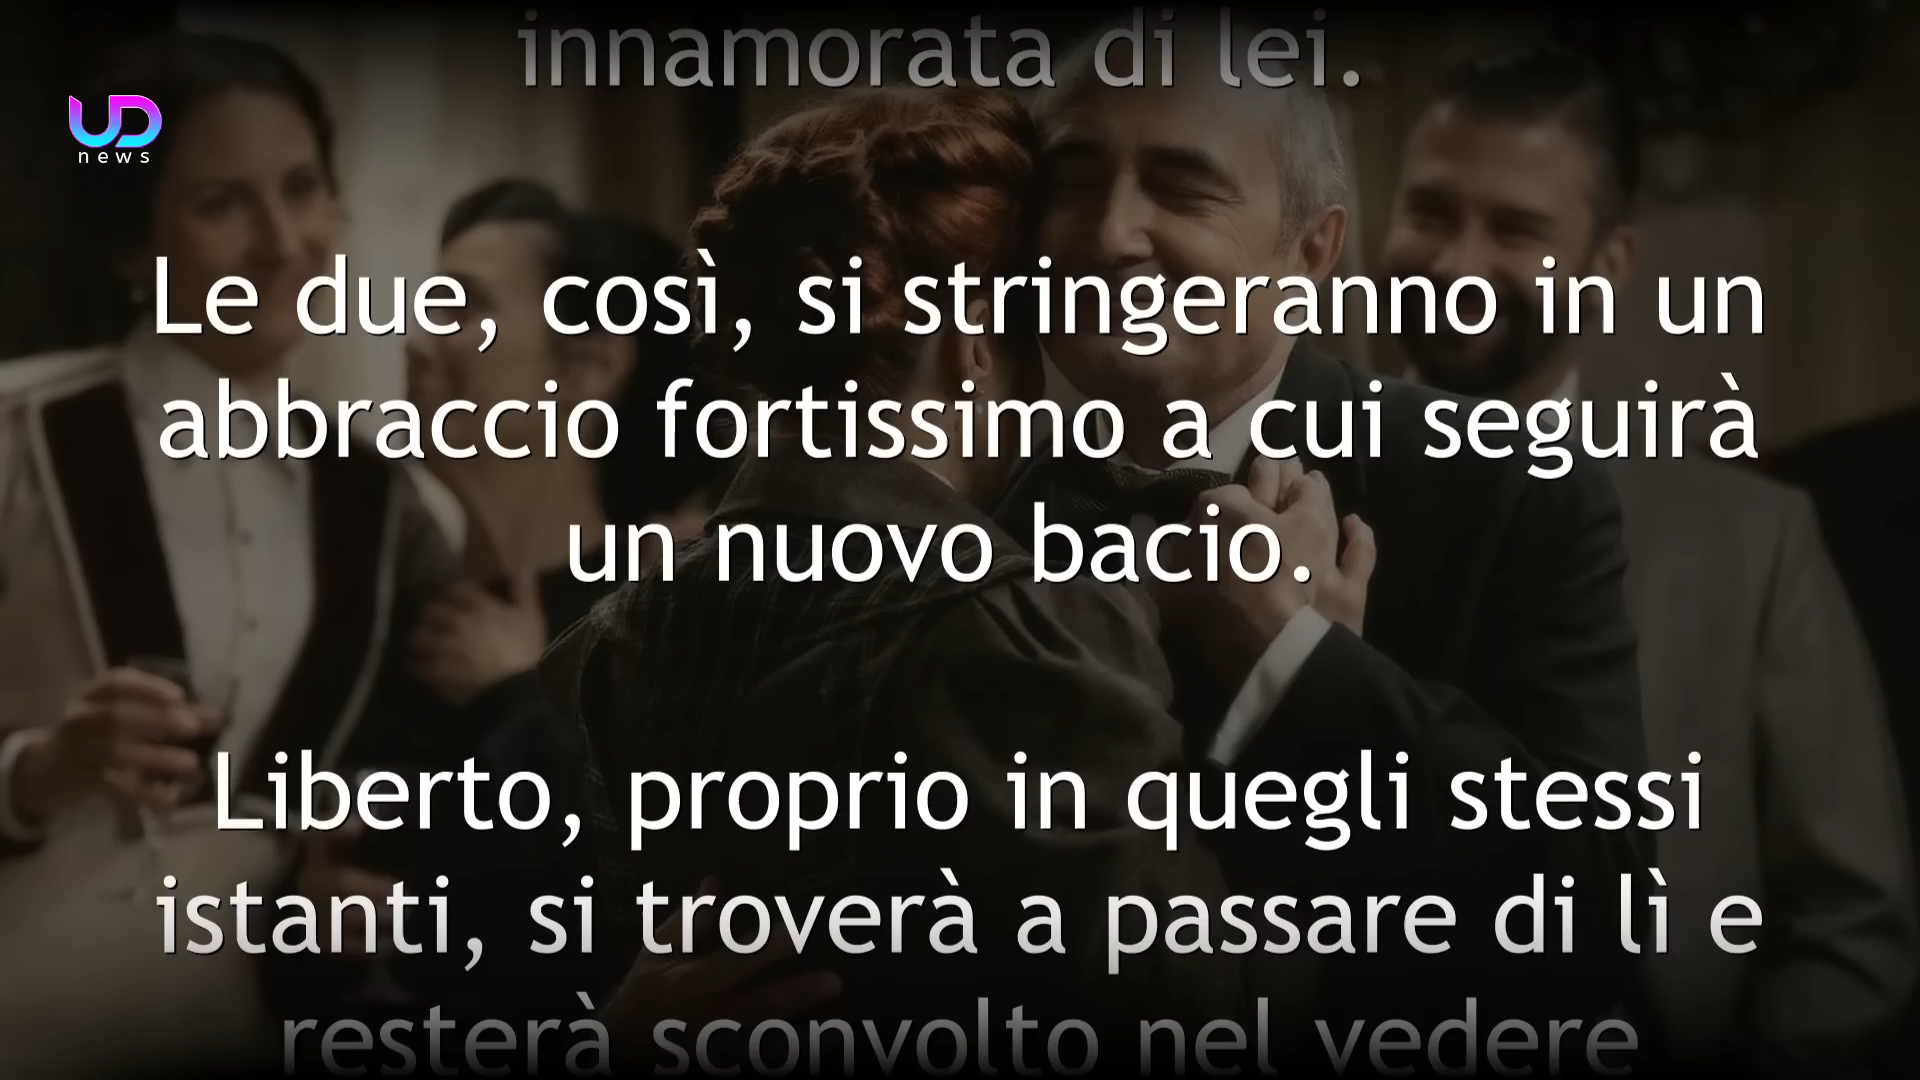 innamorata di lei.
UD
news
Le due, così, si stringeranno in un
abbraccio fortissimo a cui seguirà
un nuovo bacio.
Liberto, proprio in quegli stessi
istanti, si troverà a passare di lì e
resterà sconvolto nel vedere